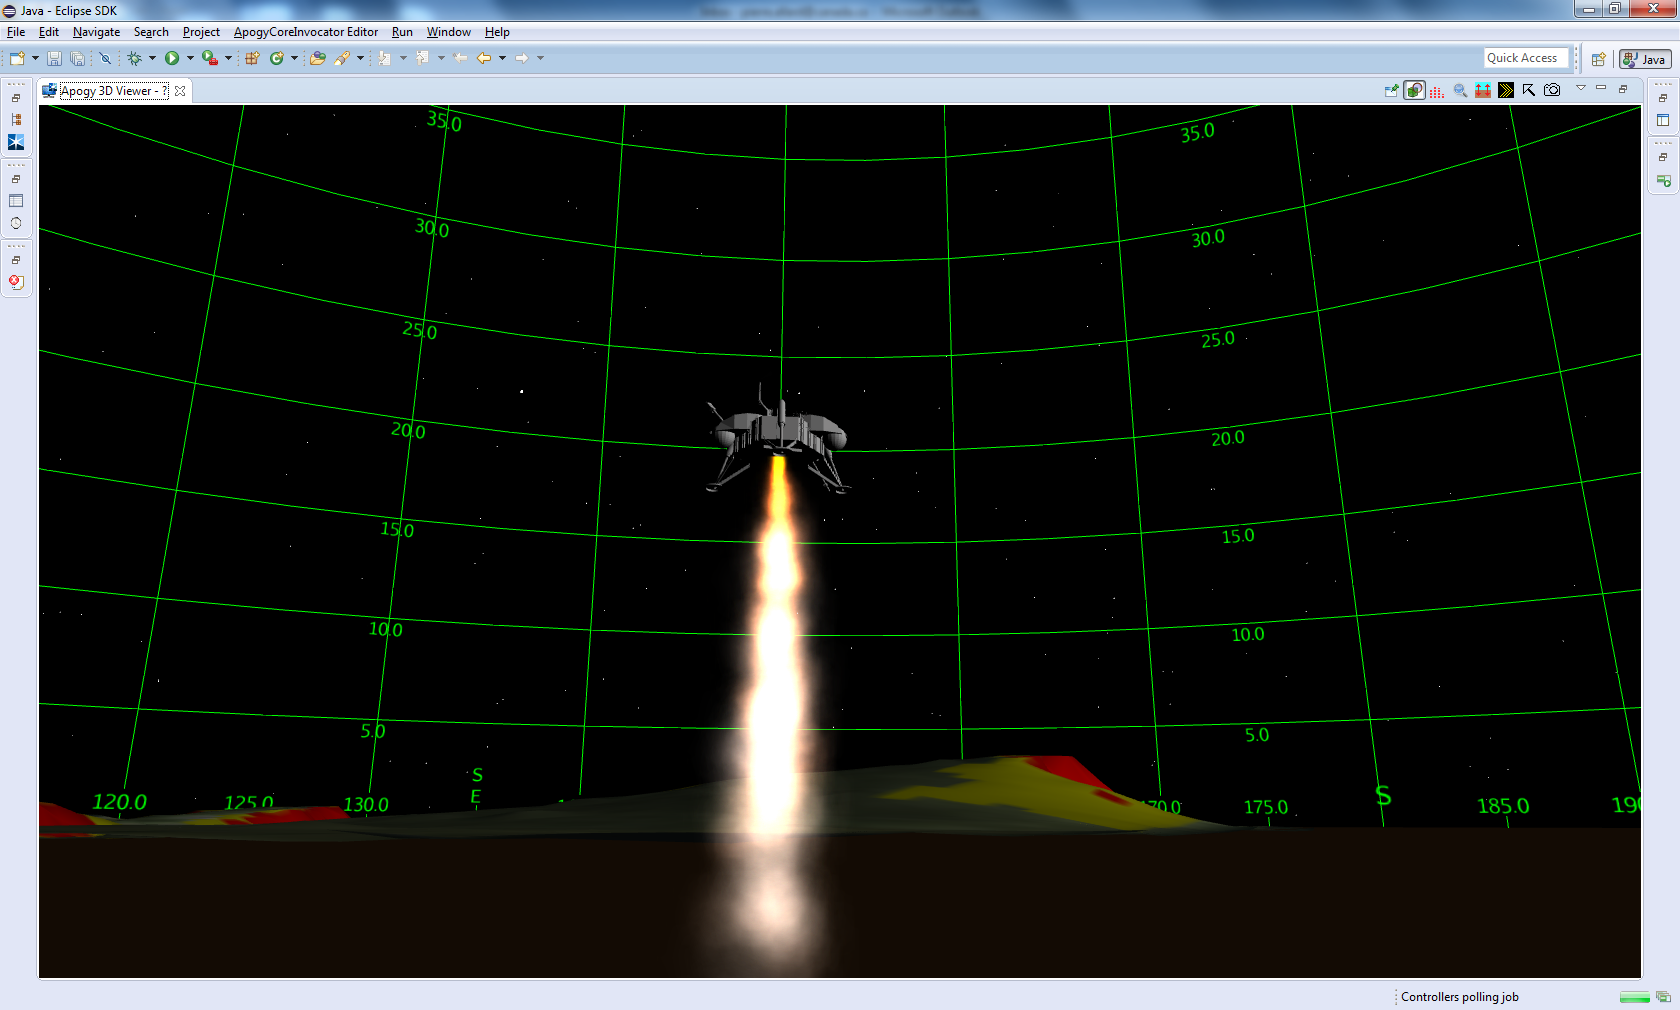 Java - Eclipse SDK
File Edit Navigate Search Project ApogyCoreInvocator Editor Run Window Help
Quick Access
Java
Apogy 3D Viewer - ?
35.0 35.0
30.0 30.0
25.0 25.0
20.0 20.0
15.0 15.0
10.0 10.0
5.0 5.0
S
E
S
120.0 125.0 130.0 175.0 185.0
Controllers polling job